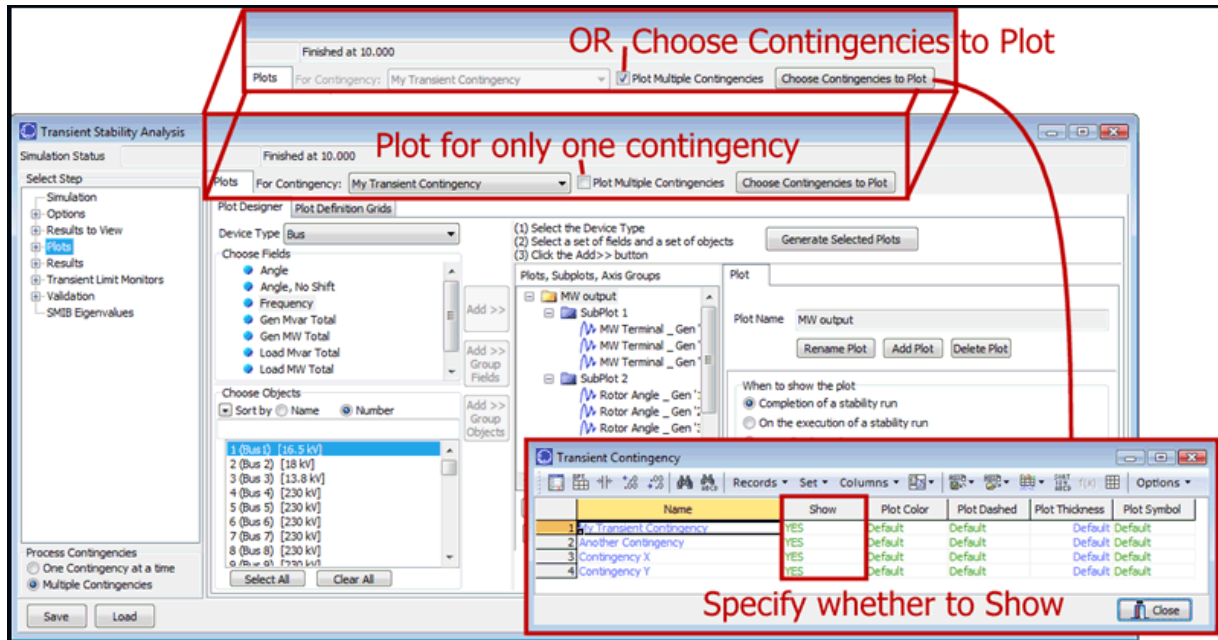 OR Choose Contingencies to Plot
Finished at 10.000
Plots For Contingency: My Transient Contingency Plot Multiple Contingencies Choose Contingencies to Plot
Transient Stability Analysis
Plot for only one contingency
Simulation Status Finished at 10.000
Select Step
Plots For Contingency: My Transient Contingency Plot Multiple Contingencies Choose Contingencies to Plot
Simulation
Options
Results to View
Plots
Results
Transient Limit Monitors
Validation
SMIB Eigenvalues
Process Contingencies
One Contingency at a time
Multiple Contingencies
Save Load
Plot Designer Plot Definition Grids
Device Type Bus
Choose Fields
Angle
Angle, No Shift
Frequency
Gen Mvar Total
Gen MW Total
Load Mvar Total
Load MW Total
Choose Objects
Sort by Name Number
1 (Bus1) [16.5 kV]
2 (Bus 2) [18 kV]
3 (Bus 3) [13.8 kV]
4 (Bus 4) [230 kV]
5 (Bus 5) [230 kV]
6 (Bus 6) [230 kV]
7 (Bus 7) [230 kV]
8 (Bus 8) [230 kV]
9 (Bus 9) [230 kV]
Select All Clear All
Add >>
Add >>
Group
Fields
Add >>
Group
Objects
(1) Select the Device Type
(2) Select a set of fields and a set of objects
(3) Click the Add>> button
Generate Selected Plots
Plots, Subplots, Axis Groups
MW output
SubPlot 1
MW Terminal _ Gen '
MW Terminal _ Gen '
MW Terminal _ Gen '
SubPlot 2
Rotor Angle _ Gen '
Rotor Angle _ Gen '
Rotor Angle _ Gen '
Plot
Plot Name MW output
Rename Plot Add Plot Delete Plot
When to show the plot
Completion of a stability run
On the execution of a stability run
Transient Contingency
Records Set Columns Options
Name Show Plot Color Plot Dashed Plot Thickness Plot Symbol
1 My Transient Contingency YES Default Default Default Default
2 Another Contingency YES Default Default Default Default
3 Contingency X YES Default Default Default Default
4 Contingency Y YES Default Default Default Default
Specify whether to Show
Close